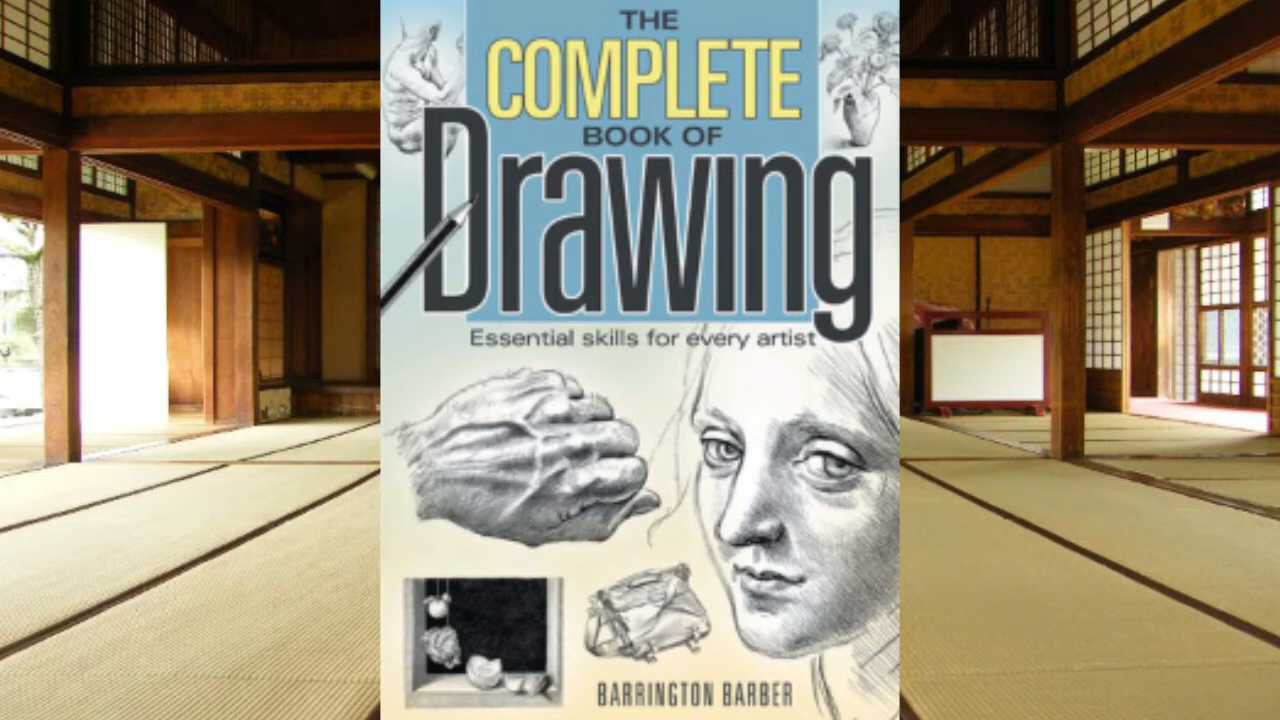 THE
COMPLETE
BOOK OF
Drawing
Essential skills for every artist
BARRINGTON BARBER